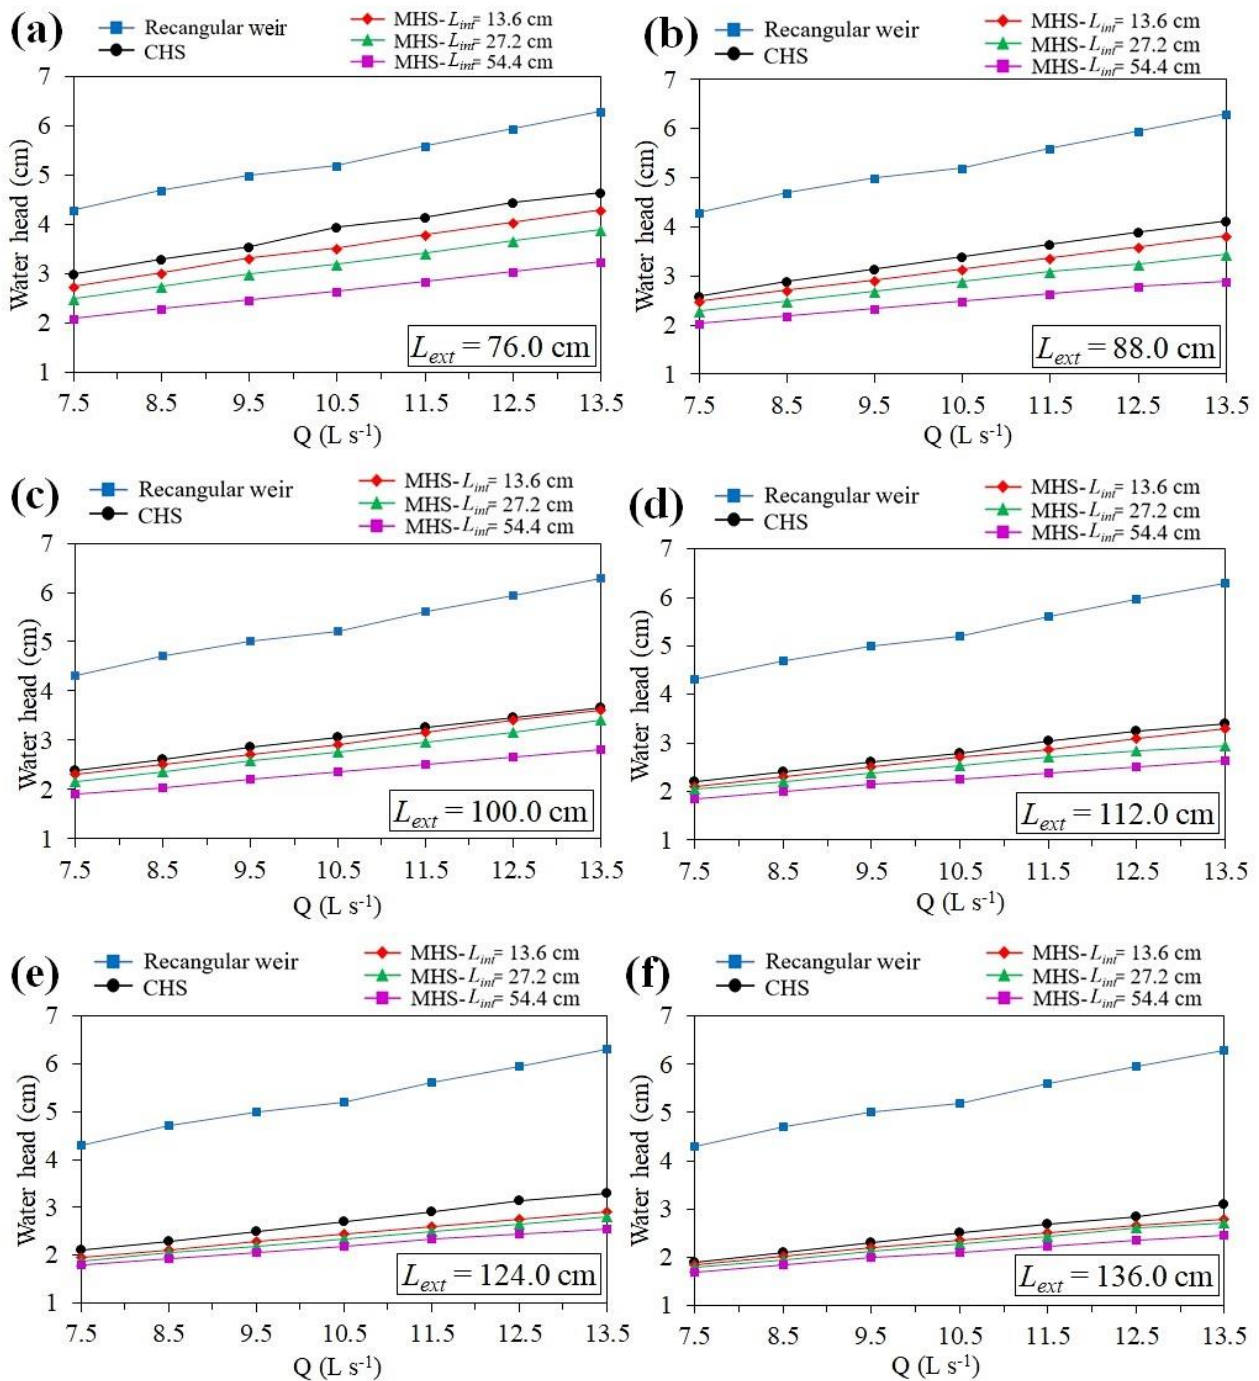 (a)
Recangular weir
CHS
MHS-Lint= 13.6 cm
MHS-Lint= 27.2 cm
MHS-Lint= 54.4 cm
Water head (cm)
7
6
5
4
3
2
1
Lext = 76.0 cm
7.5 8.5 9.5 10.5 11.5 12.5 13.5
Q (L s-1)
(b)
Recangular weir
CHS
MHS-Lint= 13.6 cm
MHS-Lint= 27.2 cm
MHS-Lint= 54.4 cm
Water head (cm)
7
6
5
4
3
2
1
Lext = 88.0 cm
7.5 8.5 9.5 10.5 11.5 12.5 13.5
Q (L s-1)
(c)
Recangular weir
CHS
MHS-Lint= 13.6 cm
MHS-Lint= 27.2 cm
MHS-Lint= 54.4 cm
Water head (cm)
7
6
5
4
3
2
1
Lext = 100.0 cm
7.5 8.5 9.5 10.5 11.5 12.5 13.5
Q (L s-1)
(d)
Recangular weir
CHS
MHS-Lint= 13.6 cm
MHS-Lint= 27.2 cm
MHS-Lint= 54.4 cm
Water head (cm)
7
6
5
4
3
2
1
Lext = 112.0 cm
7.5 8.5 9.5 10.5 11.5 12.5 13.5
Q (L s-1)
(e)
Recangular weir
CHS
MHS-Lint= 13.6 cm
MHS-Lint= 27.2 cm
MHS-Lint= 54.4 cm
Water head (cm)
7
6
5
4
3
2
1
Lext = 124.0 cm
7.5 8.5 9.5 10.5 11.5 12.5 13.5
Q (L s-1)
(f)
Recangular weir
CHS
MHS-Lint= 13.6 cm
MHS-Lint= 27.2 cm
MHS-Lint= 54.4 cm
Water head (cm)
7
6
5
4
3
2
1
Lext = 136.0 cm
7.5 8.5 9.5 10.5 11.5 12.5 13.5
Q (L s-1)